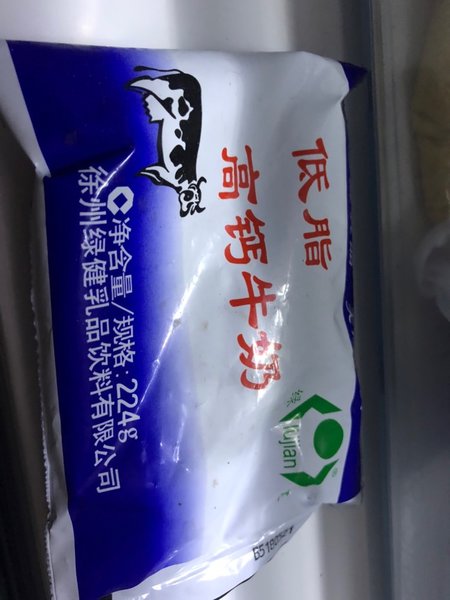 低脂
高钙牛奶
绿
lüjian
净含量/规格:224g
徐州绿健乳品饮料有限公司